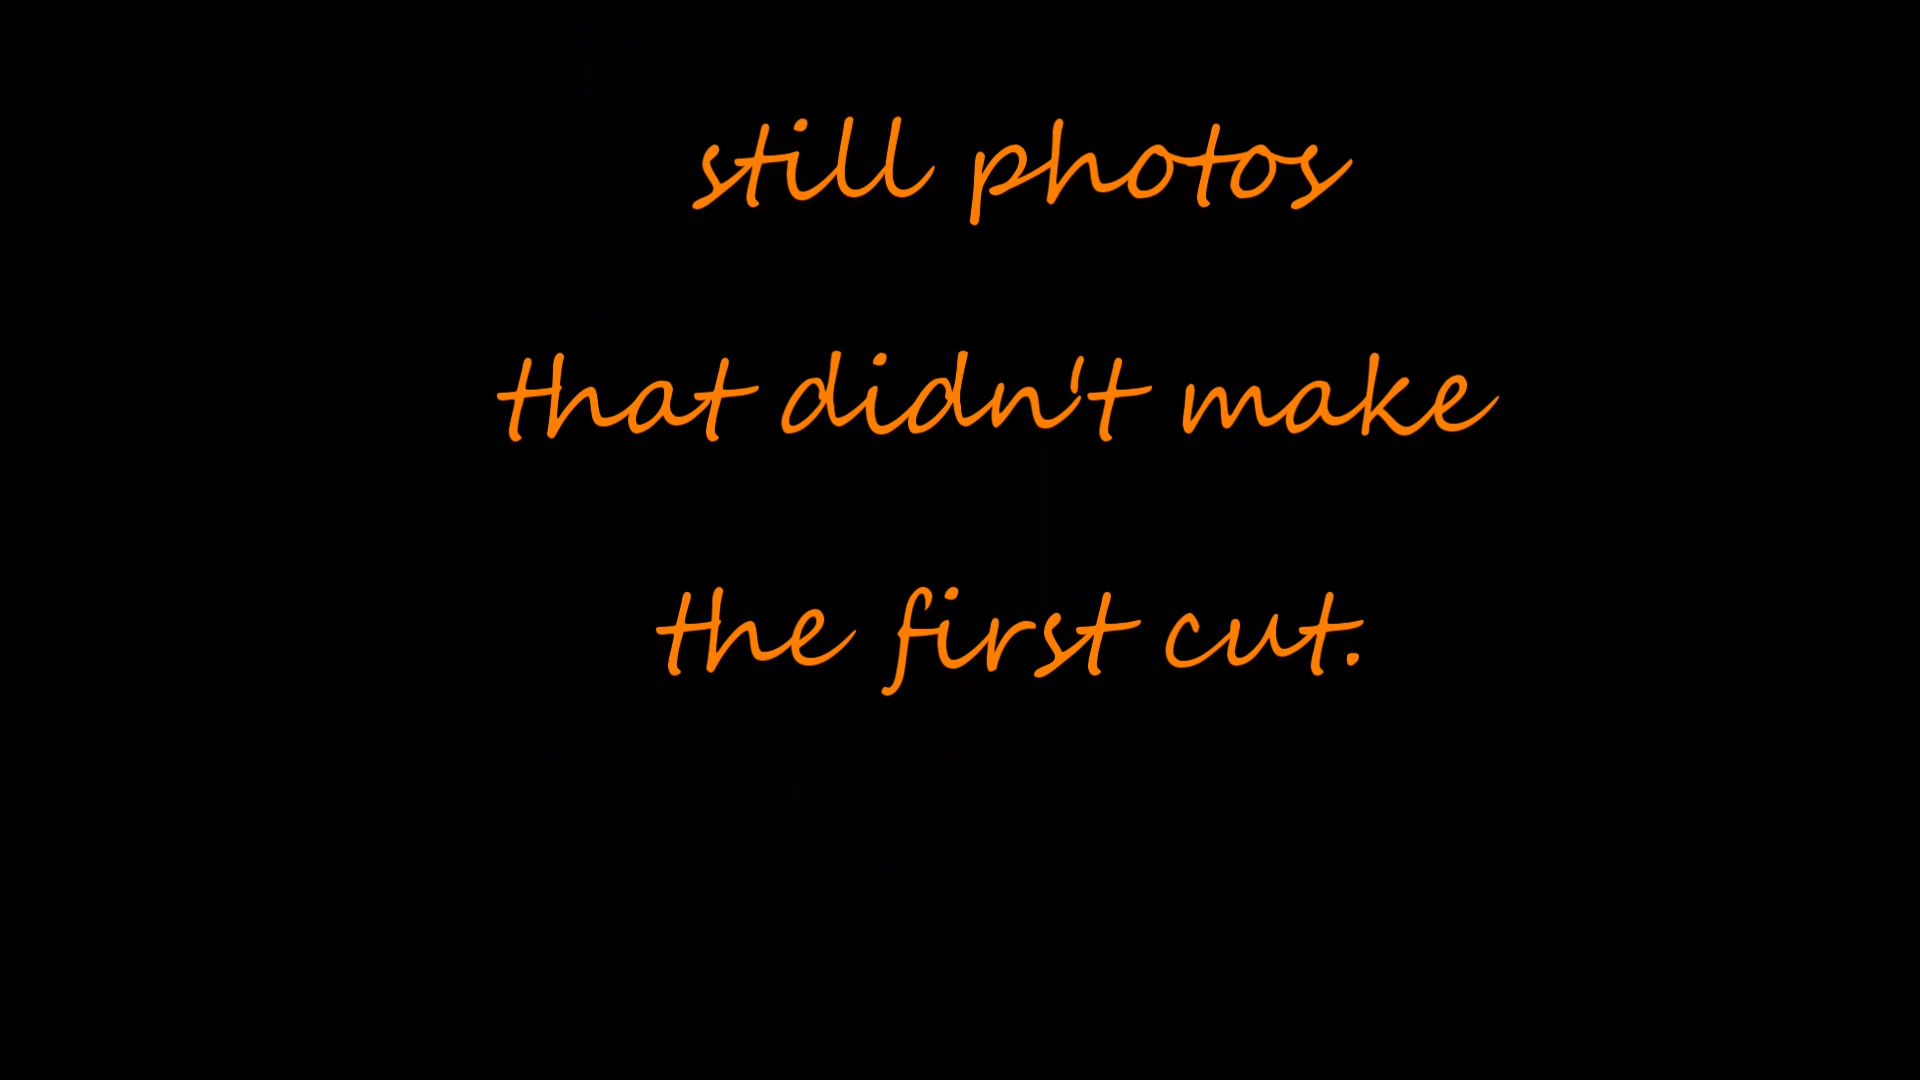 still photos
that didn't make
the first cut.